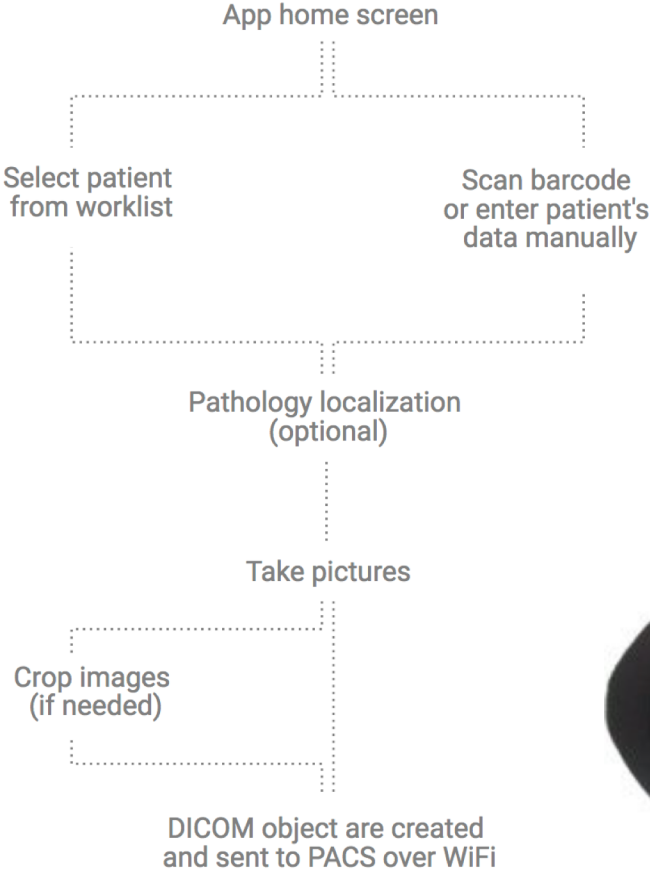 App home screen
Select patient
from worklist
Scan barcode
or enter patient's
data manually
Pathology localization
(optional)
Take pictures
Crop images
(if needed)
DICOM object are created
and sent to PACS over WiFi